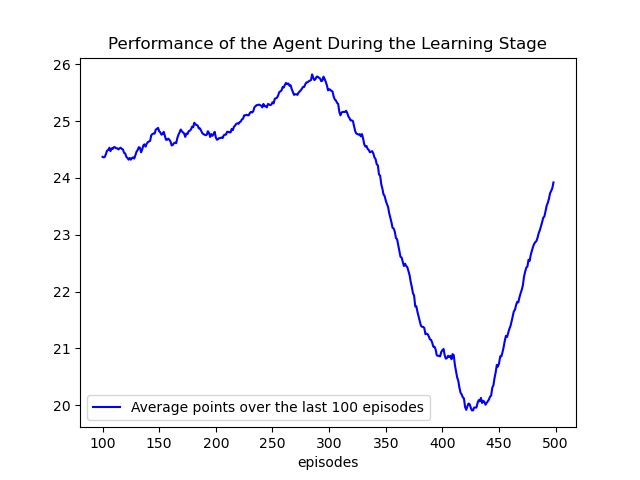 Performance of the Agent During the Learning Stage
26
25
24
23
22
21
20
Average points over the last 100 episodes
100 150 200 250 300 350 400 450 500
episodes